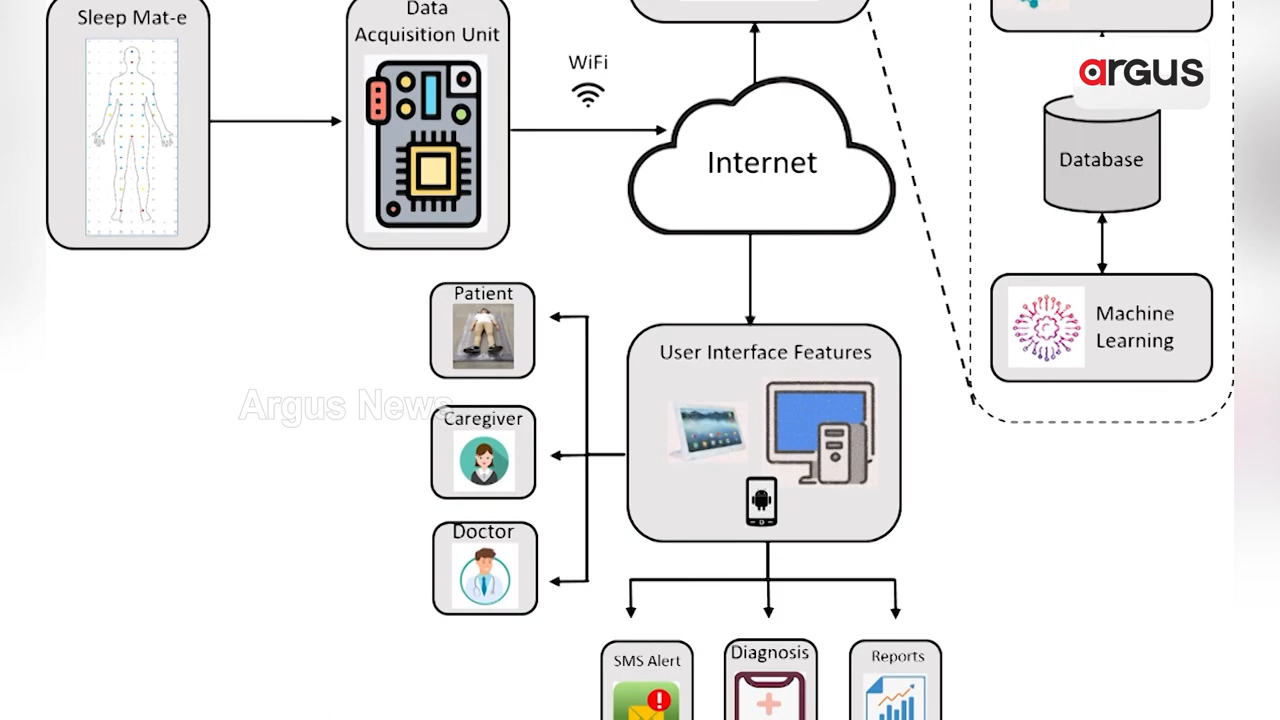 Sleep Mat-e
Data
Acquisition Unit
WiFi
argus
Internet
Database
Machine
Learning
Patient
User Interface Features
Argus News
Caregiver
Doctor
SMS Alert
Diagnosis
Reports